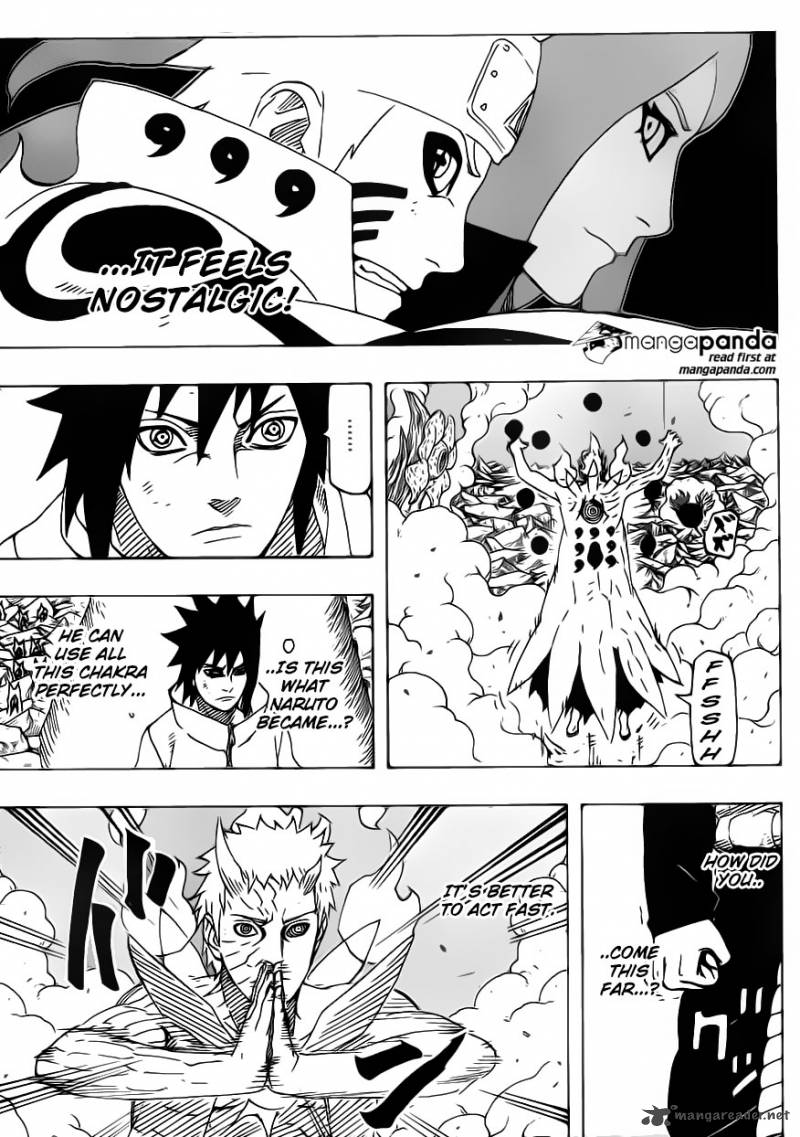 ...IT FEELS
NOSTALGIC!
mangapanda
read first at
mangapanda.com
........
FFSSHH
HE CAN
USE ALL
THIS CHAKRA
PERFECTLY...
..IS THIS
WHAT
NARUTO
BECAME...?
IT'S BETTER
TO ACT FAST.
HOW DID
YOU..
..COME
THIS
FAR...?
mangareader.net